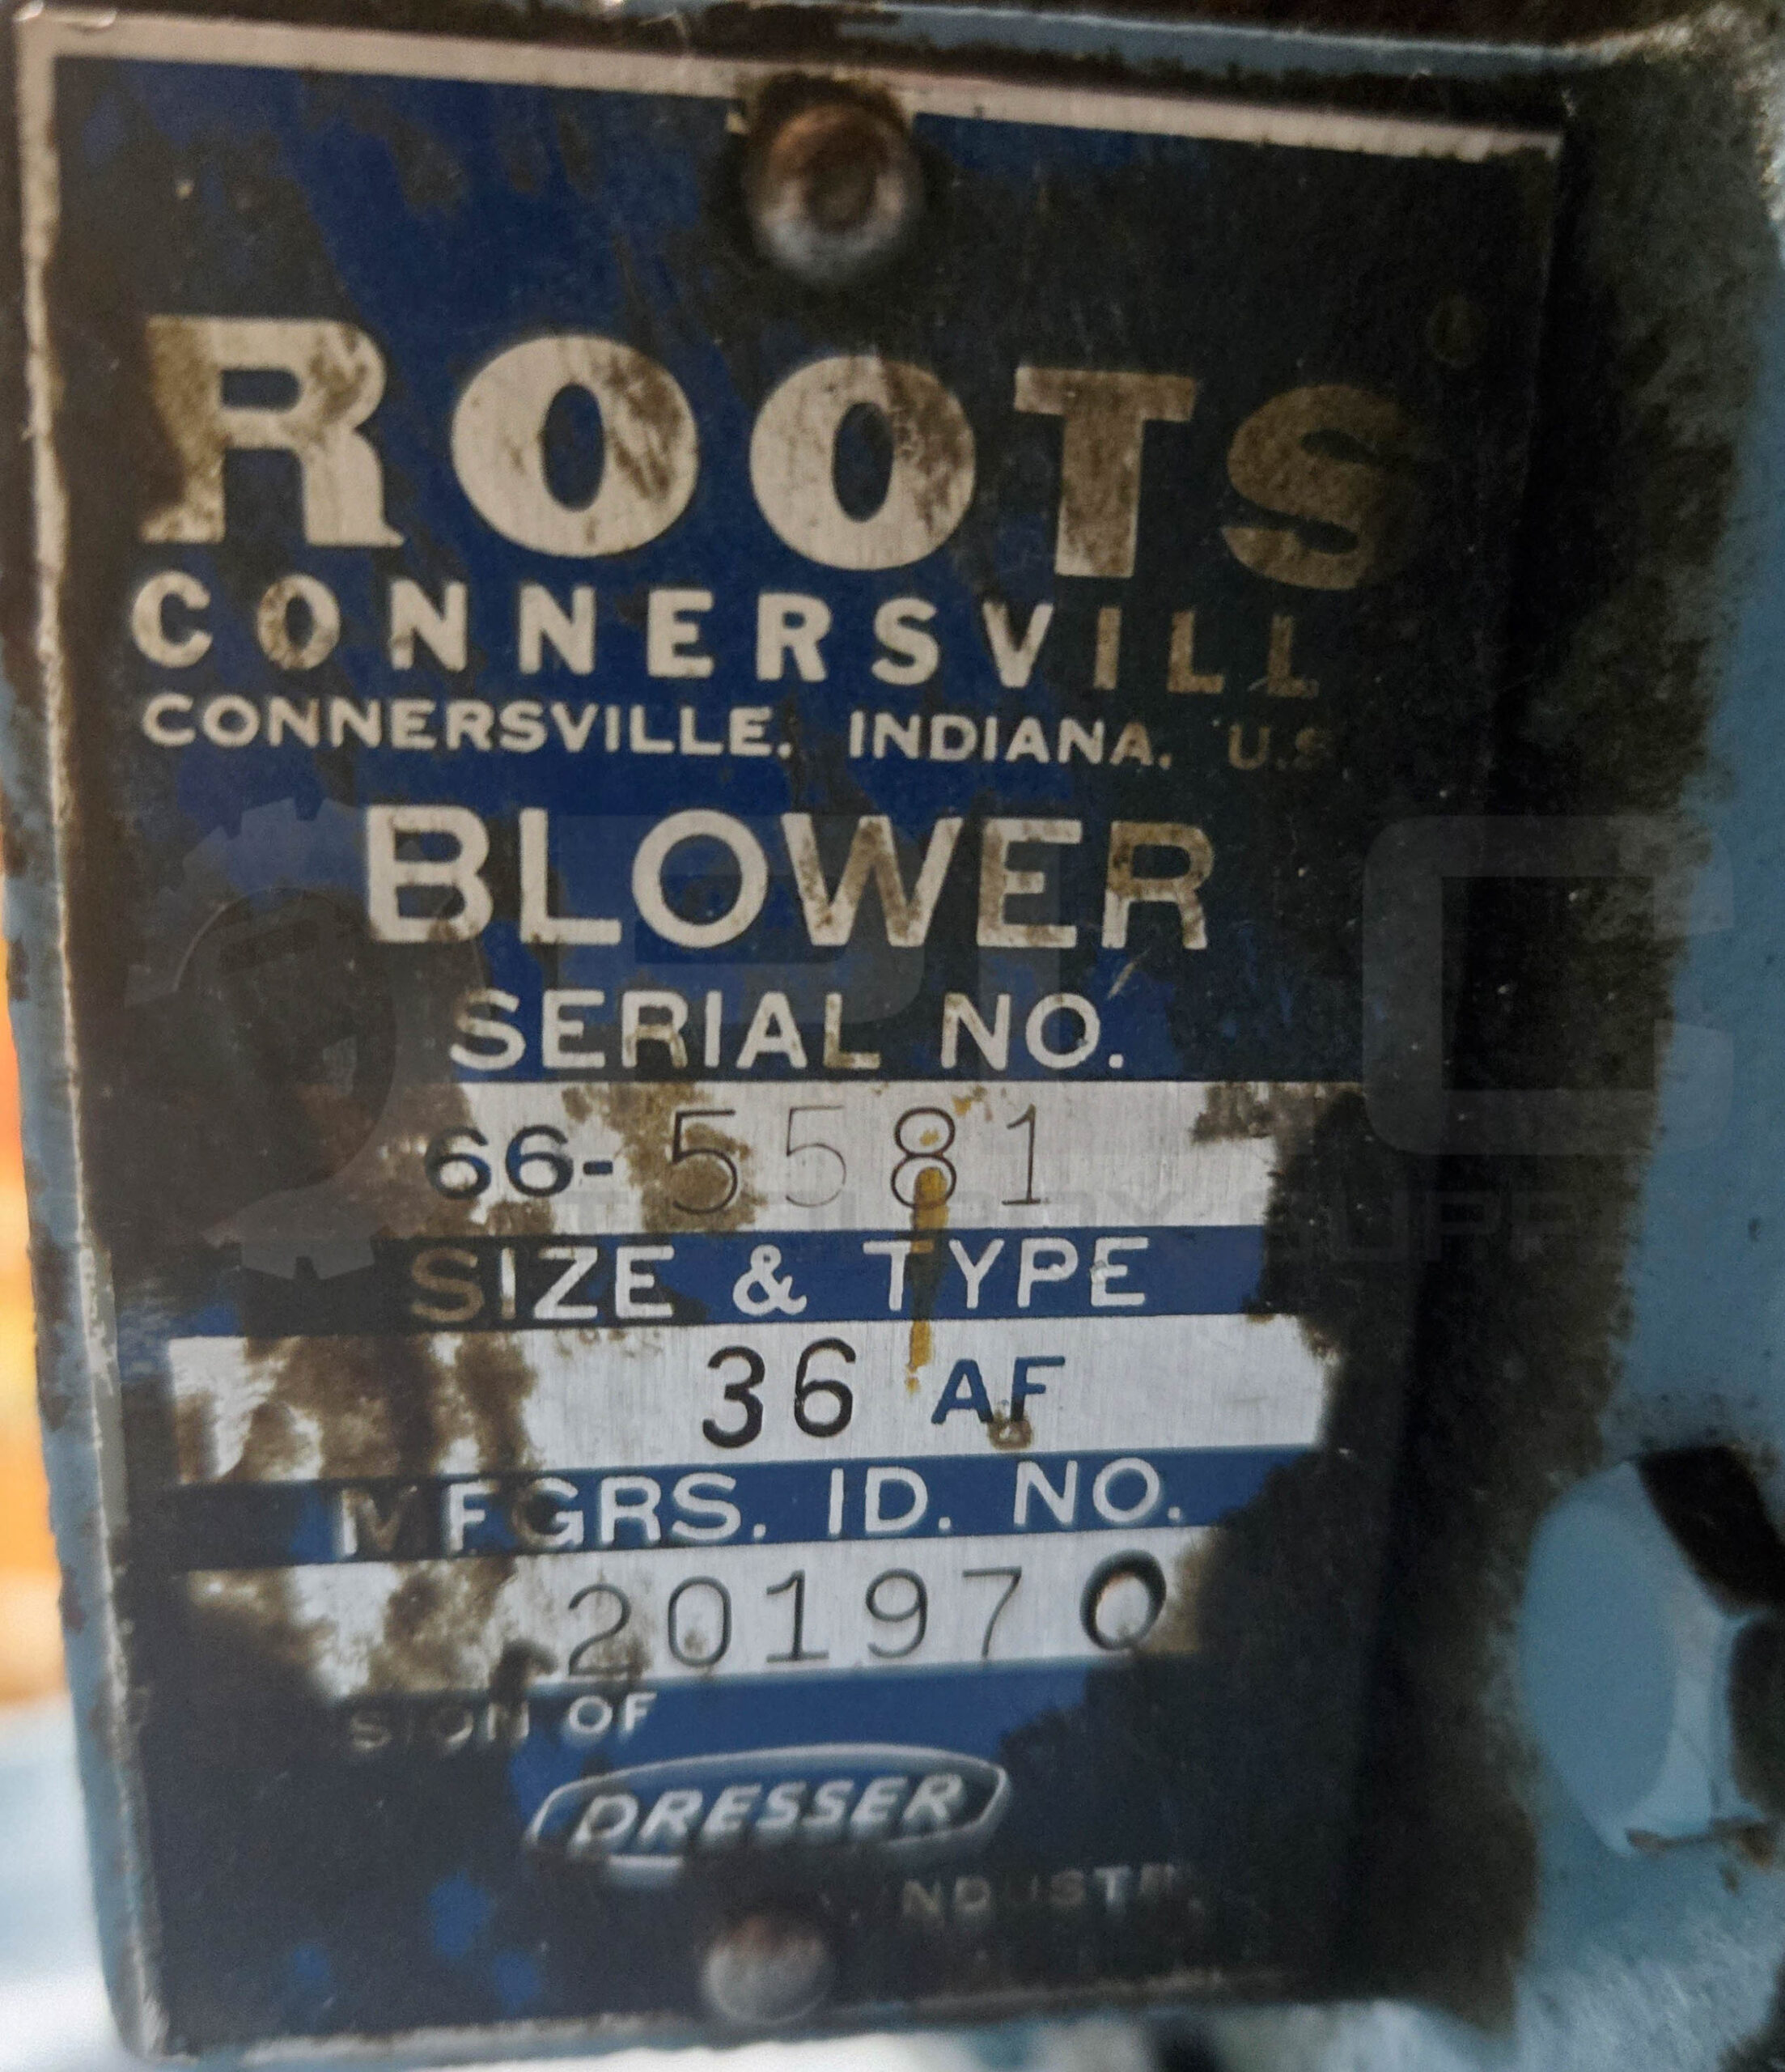 ROOTS
CONNERSVILL
CONNERSVILLE, INDIANA, U.S
BLOWER
SERIAL NO.
66-5581
SIZE & TYPE
36 AF
MFGRS. ID. NO.
201970
SION OF
DRESSER
NDUSTR